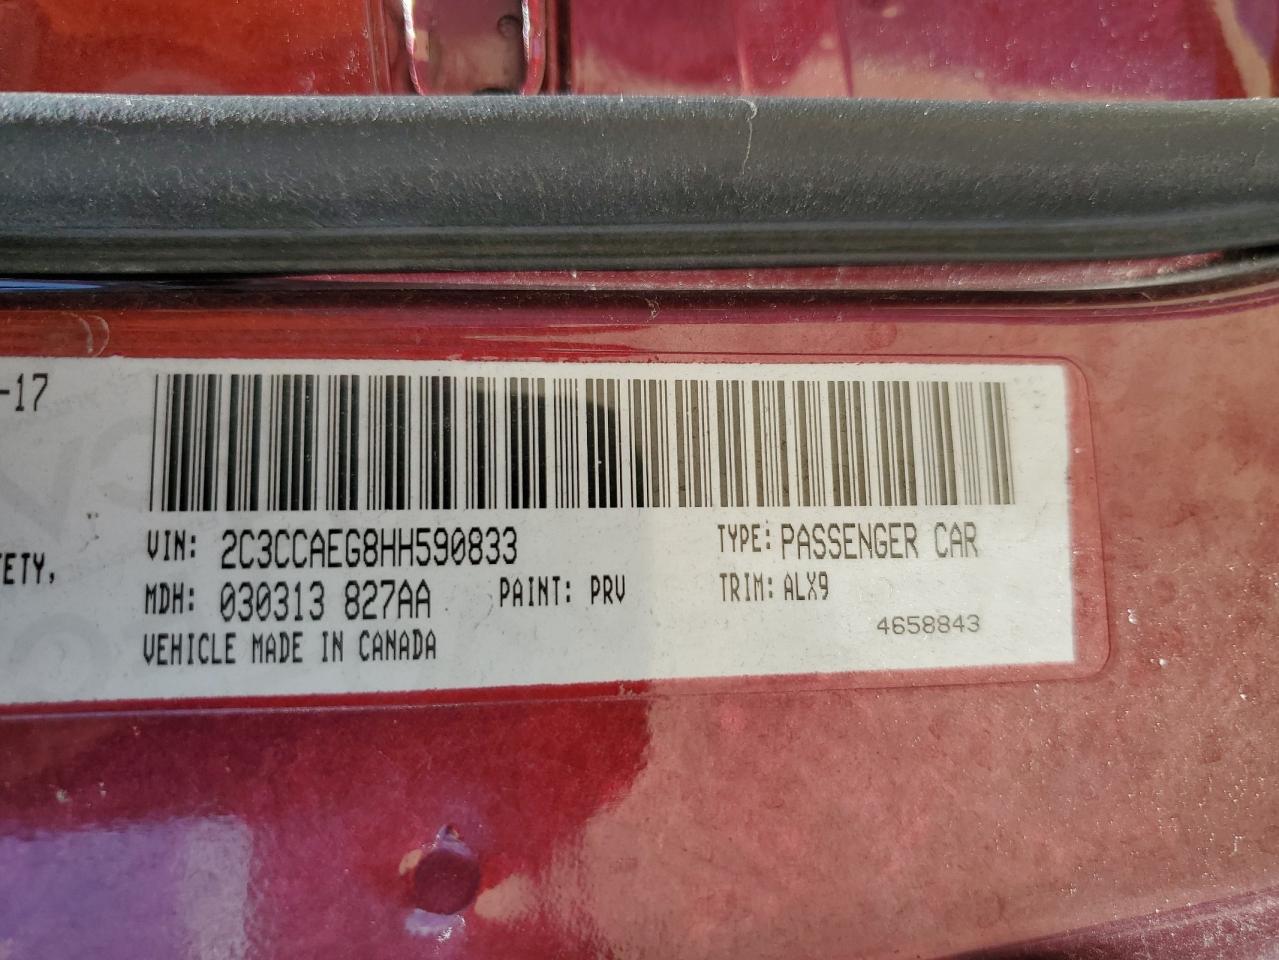 -17
VIN: 2C3CCAEG8HH590833 TYPE: PASSENGER CAR
ETY,
MDH: 030313 827AA PAINT: PRV TRIM: ALX9
VEHICLE MADE IN CANADA 4658843